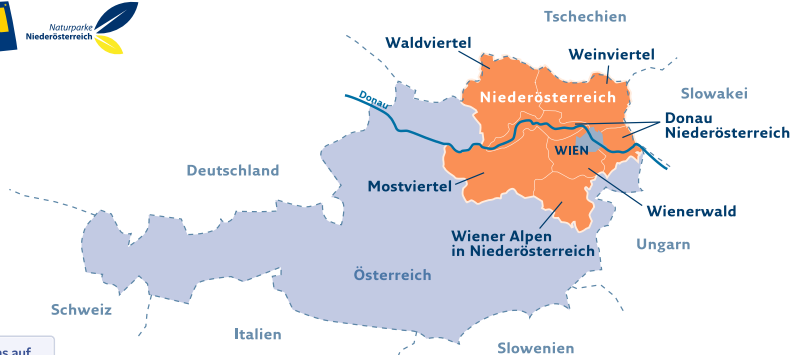 Naturparke
Niederösterreich
Tschechien
Waldviertel
Weinviertel
Niederösterreich
Slowakei
Donau
Donau
Niederösterreich
WIEN
Deutschland
Mostviertel
Wienerwald
Wiener Alpen
in Niederösterreich
Ungarn
Österreich
Schweiz
Italien
Slowenien